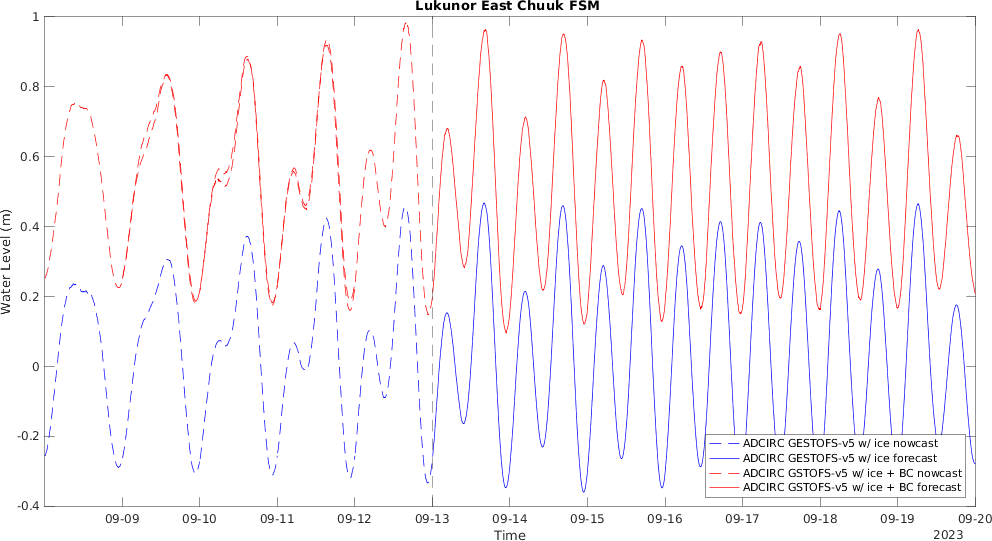 Lukunor East Chuuk FSM
Water Level (m)
1
0.8
0.6
0.4
0.2
0
-0.2
-0.4
ADCIRC GESTOFS-v5 w/ ice nowcast
ADCIRC GESTOFS-v5 w/ ice forecast
ADCIRC GSTOFS-v5 w/ ice + BC nowcast
ADCIRC GSTOFS-v5 w/ ice + BC forecast
09-09 09-10 09-11 09-12 09-13 09-14 09-15 09-16 09-17 09-18 09-19 09-20
Time
2023